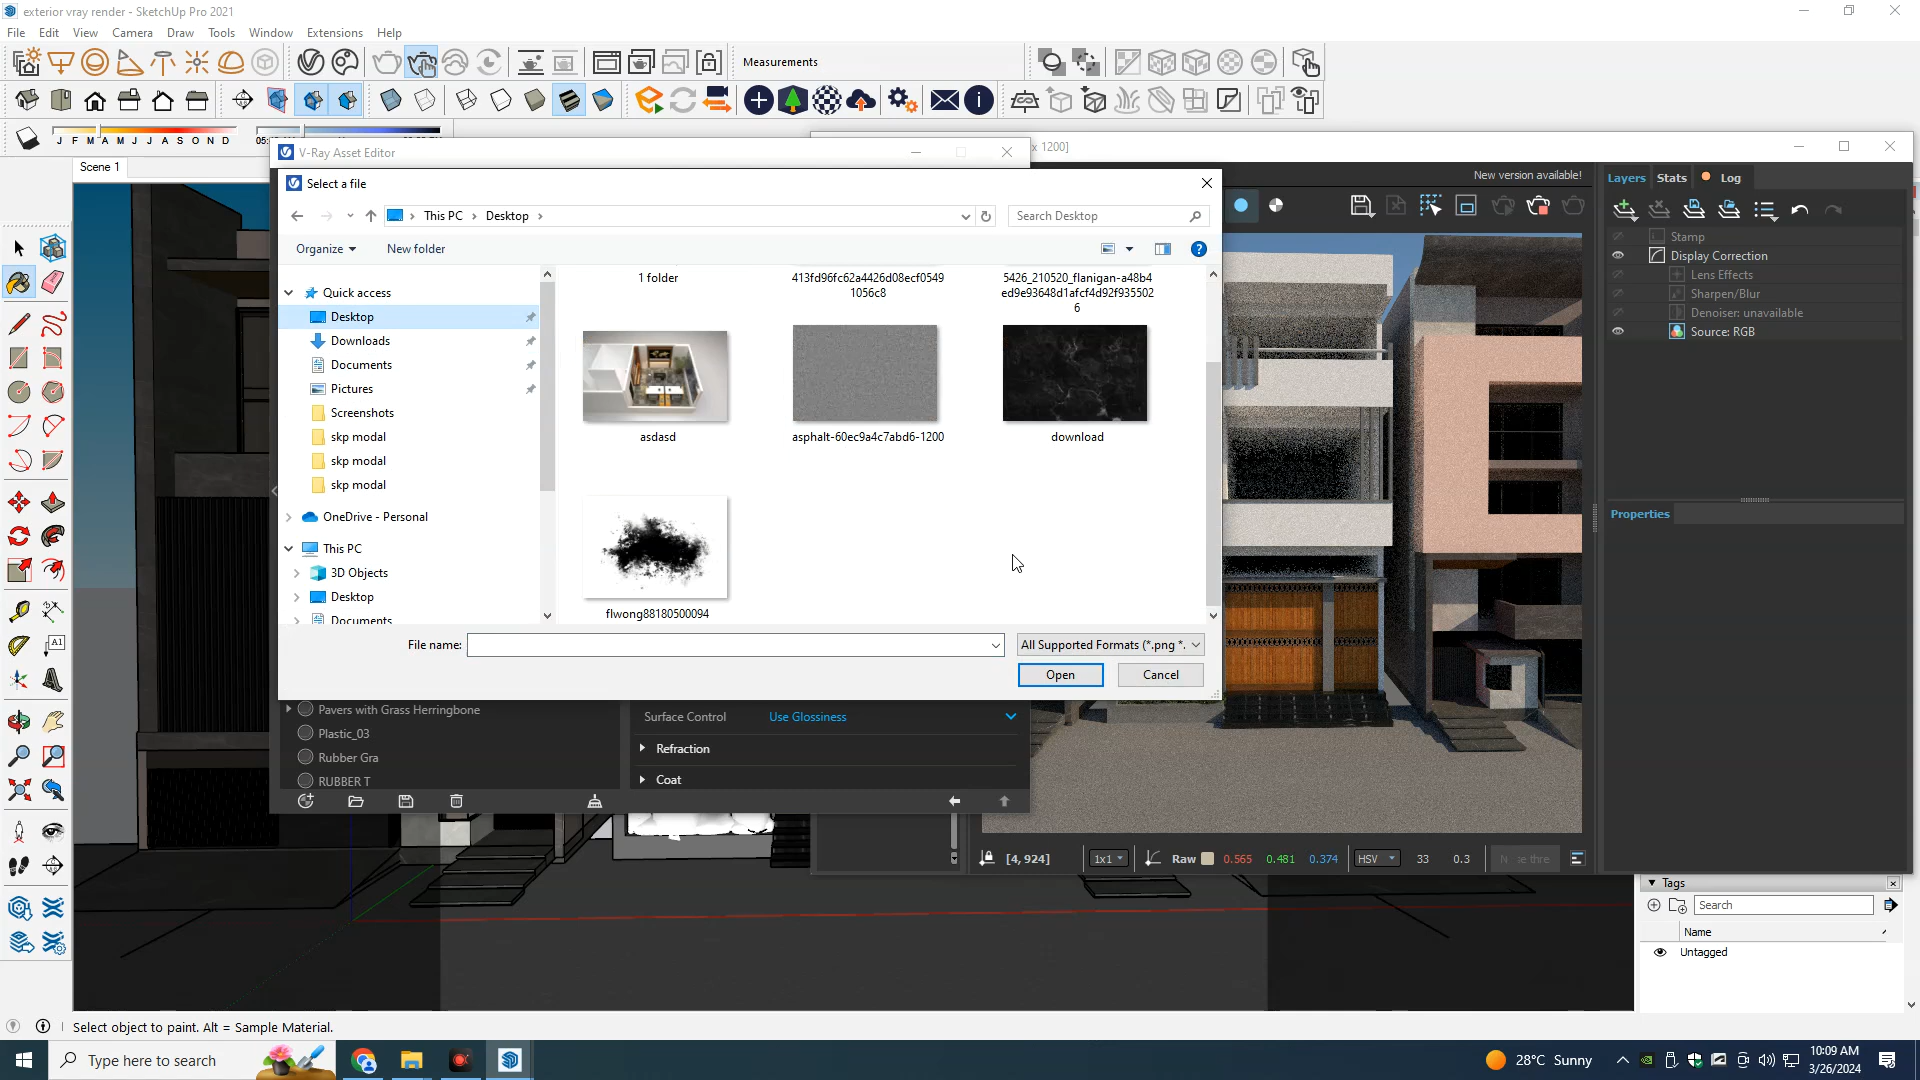 exterior vray render - SketchUp Pro 2021
File Edit View Camera Draw Tools Window Extensions Help
Measurements
J F M A M J J A S O N D
Scene 1
V-Ray Asset Editor
x 1200]
Select a file
New version available!
Layers Stats Log
This PC Desktop
Search Desktop
Organize New folder
Stamp
Display Correction
Lens Effects
Sharpen/Blur
Denoiser: unavailable
Source: RGB
Quick access
Desktop
Downloads
Documents
Pictures
Screenshots
skp modal
skp modal
skp modal
OneDrive - Personal
This PC
3D Objects
Desktop
Documents
1 folder
413fd96fc62a4426d08ecf0549
1056c8
5426_210520_flanigan-a48b4
ed9e93648d1afcf4d92f935502
6
asdasd
asphalt-60ec9a4c7abd6-1200
download
flwong88180500094
Properties
File name:
All Supported Formats (*.png *.
Open Cancel
Pavers with Grass Herringbone
Plastic_03
Rubber Gra
RUBBER T
Surface Control Use Glossiness
Refraction
Coat
[4, 924] 1x1 Raw 0.565 0.481 0.374 HSV 33 0.3
Tags
Search
Name
Untagged
A1
Select object to paint. Alt = Sample Material.
Type here to search
28°C Sunny
10:09 AM
3/26/2024